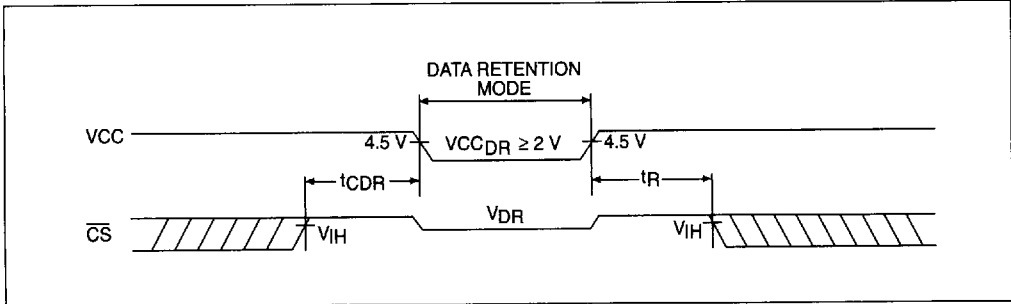 DATA RETENTION
MODE
VCC
4.5 V
VCCDR ≥ 2 V
4.5 V
tCDR
tR
CS
VIH
VDR
VIH